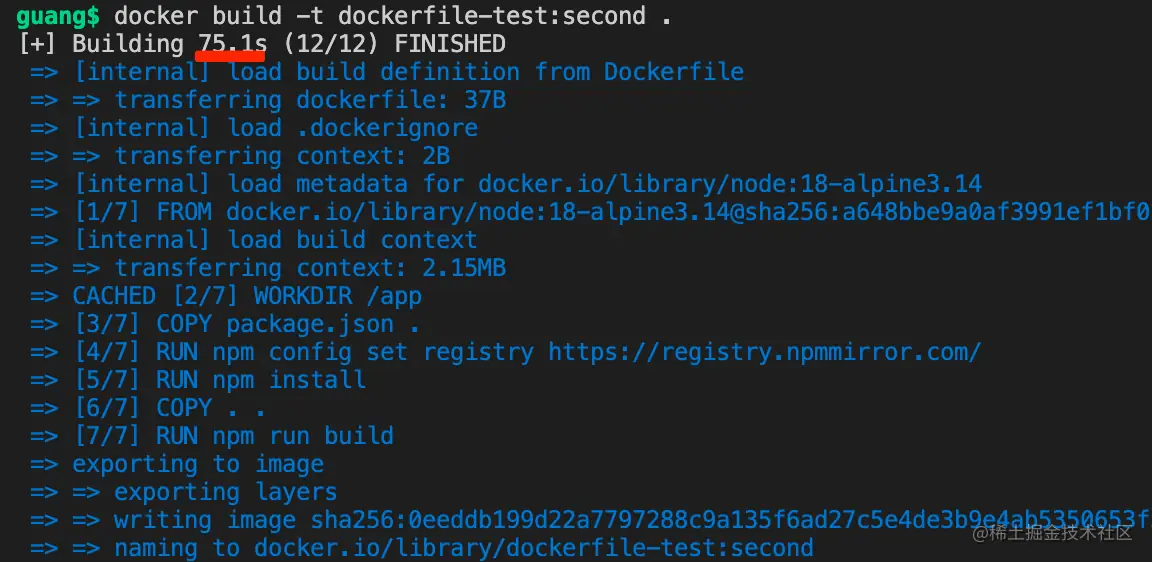 guang$ docker build -t dockerfile-test:second .
[+] Building 75.1s (12/12) FINISHED
=> [internal] load build definition from Dockerfile
=> => transferring dockerfile: 37B
=> [internal] load .dockerignore
=> => transferring context: 2B
=> [internal] load metadata for docker.io/library/node:18-alpine3.14
=> [1/7] FROM docker.io/library/node:18-alpine3.14@sha256:a648bbe9a0af3991ef1bf0
=> [internal] load build context
=> => transferring context: 2.15MB
=> CACHED [2/7] WORKDIR /app
=> [3/7] COPY package.json .
=> [4/7] RUN npm config set registry https://registry.npmmirror.com/
=> [5/7] RUN npm install
=> [6/7] COPY . .
=> [7/7] RUN npm run build
=> exporting to image
=> => exporting layers
=> => writing image sha256:0eeddb199d22a7797288c9a135f6ad27c5e4de3b9e4ab5350653f
=> => naming to docker.io/library/dockerfile-test:second
@稀土掘金技术社区